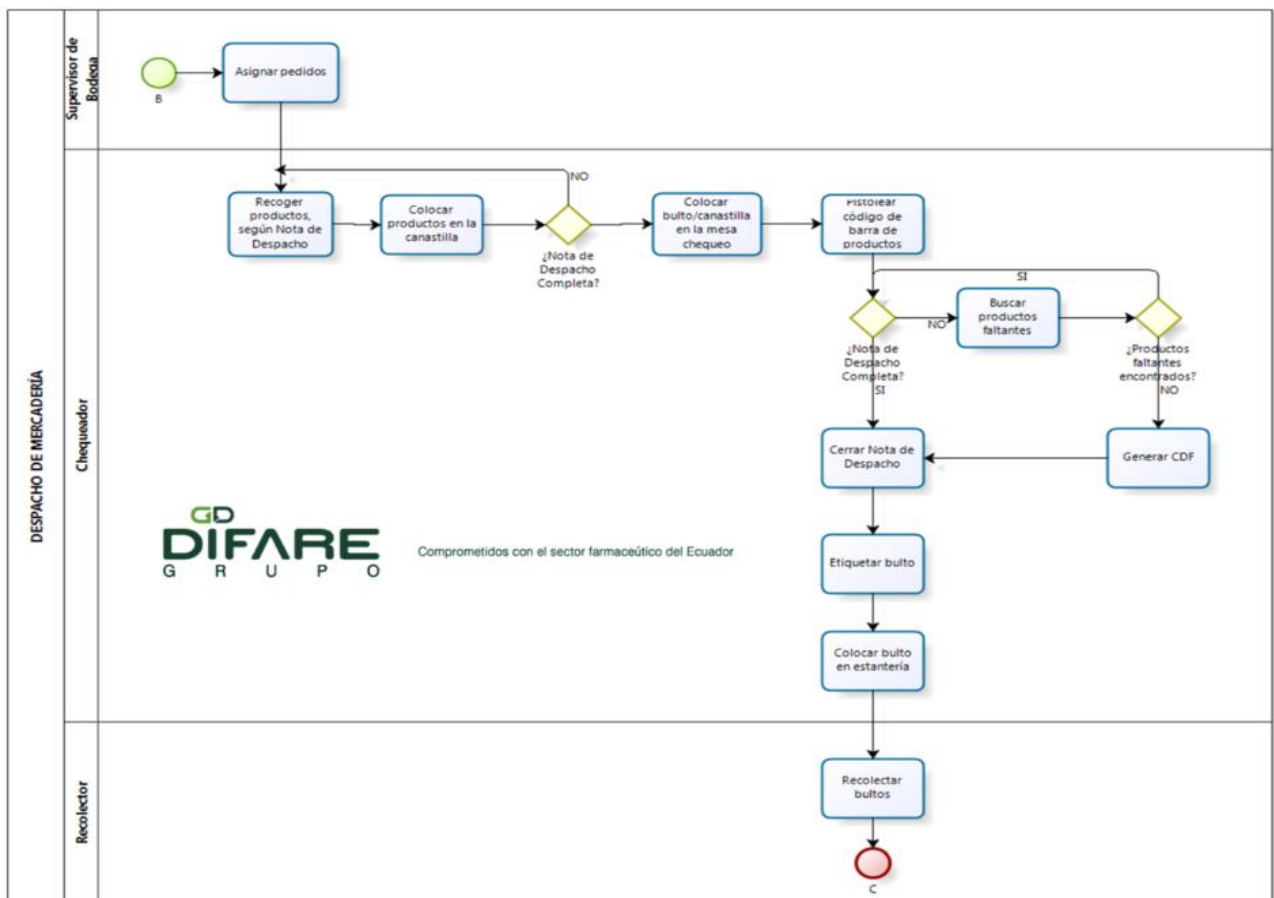 DESPACHO DE MERCADERÍA
Supervisor de
Bodega
B
Asignar pedidos
Chequeador
Recoger
productos,
según Nota de
Despacho
Colocar
productos en la
canastilla
NO
¿Nota de
Despacho
Completa?
Colocar
bulto/canastilla
en la mesa
chequeo
Pistolear
código de
barra de
productos
SI
¿Nota de
Despacho
Completa?
SI
NO
Buscar
productos
faltantes
¿Productos
faltantes
encontrados?
NO
Cerrar Nota de
Despacho
Generar CDF
GD
DIFARE
GRUPO
Comprometidos con el sector farmaceútico del Ecuador
Etiquetar bulto
Colocar bulto
en estantería
Recolector
Recolectar
bultos
C